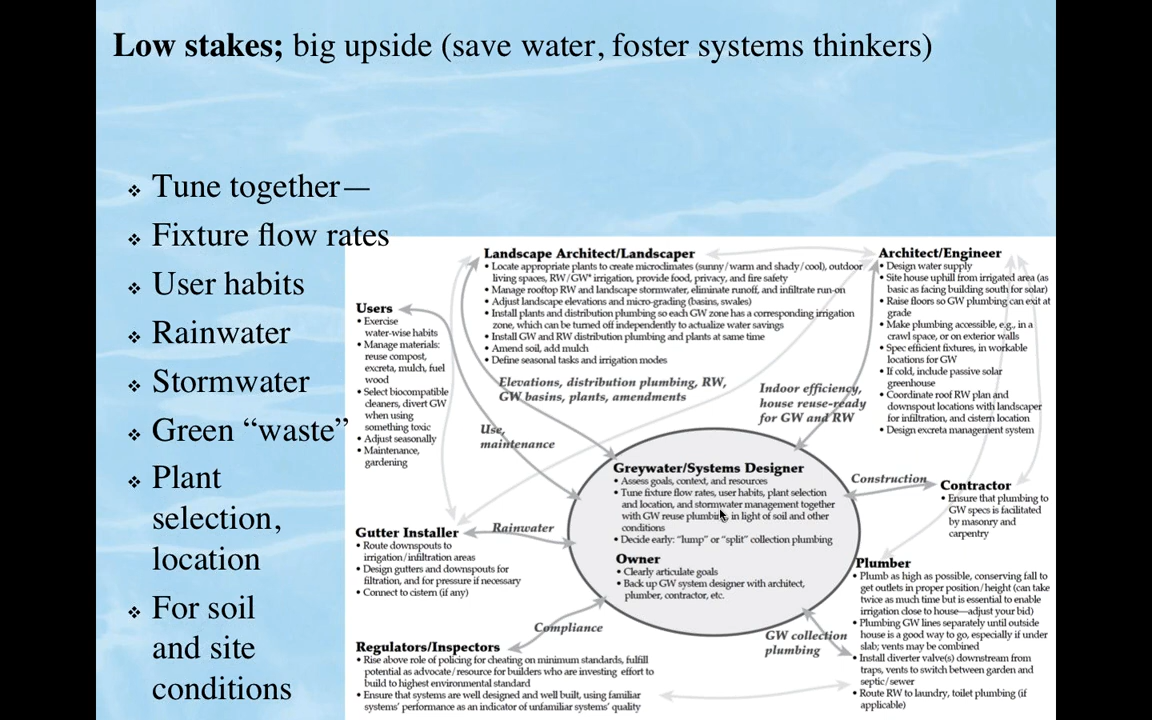 Low stakes; big upside (save water, foster systems thinkers)
❖ Tune together—
❖ Fixture flow rates
❖ User habits
❖ Rainwater
❖ Stormwater
❖ Green “waste”
❖ Plant
selection,
location
❖ For soil
and site
conditions
Landscape Architect/Landscaper
• Locate appropriate plants to create microclimates (sunny/warm and shady/cool), outdoor
living spaces, RW/GW* irrigation, provide food, privacy, and fire safety
• Manage rooftop RW and landscape stormwater, eliminate runoff, and infiltrate run-on
• Adjust landscape elevations and micro-grading (basins, swales)
• Install plants and distribution plumbing so each GW zone has a corresponding irrigation
zone, which can be turned off independently to actualize water savings
• Install GW and RW distribution plumbing and plants at same time
• Amend soil, add mulch
• Define seasonal tasks and irrigation modes
Architect/Engineer
• Design water supply
• Site house uphill from irrigated area (as
basic as facing building south for solar)
• Raise floors so GW plumbing can exit at
grade
• Make plumbing accessible, e.g., in a
crawl space, or on exterior walls
• Spec efficient fixtures, in workable
locations for GW
• If cold, include passive solar
greenhouse
• Coordinate roof RW plan and
downspout locations with landscaper
for infiltration, and cistern location
• Design excreta management system
Users
• Exercise
water-wise habits
• Manage materials:
reuse compost,
excreta, mulch, fuel
wood
• Select biocompatible
cleaners, divert GW
when using
something toxic
• Adjust seasonally
• Maintenance,
gardening
Elevations, distribution plumbing, RW,
GW basins, plants, amendments
Indoor efficiency,
house reuse-ready
for GW and RW
Use,
maintenance
Greywater/Systems Designer
• Assess goals, context, and resources
• Tune fixture flow rates, user habits, plant selection
and location, and stormwater management together
with GW reuse plumbing, in light of soil and other
conditions
• Decide early: “lump” or “split” collection plumbing
Owner
• Clearly articulate goals
• Back up GW system designer with architect,
plumber, contractor, etc.
Construction
Contractor
• Ensure that plumbing to
GW specs is facilitated
by masonry and
carpentry
Gutter Installer
• Route downspouts to
irrigation/infiltration areas
• Design gutters and downspouts for
filtration, and for pressure if necessary
• Connect to cistern (if any)
Rainwater
Plumber
• Plumb as high as possible, conserving fall to
get outlets in proper position/height (can take
twice as much time but is essential to enable
irrigation close to house—adjust your bid)
• Plumbing GW lines separately until outside
house is a good way to go, especially if under
slab; vents may be combined
• Install diverter valve(s) downstream from
traps, vents to switch between garden and
septic/sewer
• Route RW to laundry, toilet plumbing (if
applicable)
Compliance
GW collection
plumbing
Regulators/Inspectors
• Rise above role of policing for cheating on minimum standards, fulfill
potential as advocate/resource for builders who are investing effort to
build to highest environmental standard
• Ensure that systems are well designed and well built, using familiar
systems’ performance as an indicator of unfamiliar systems’ quality